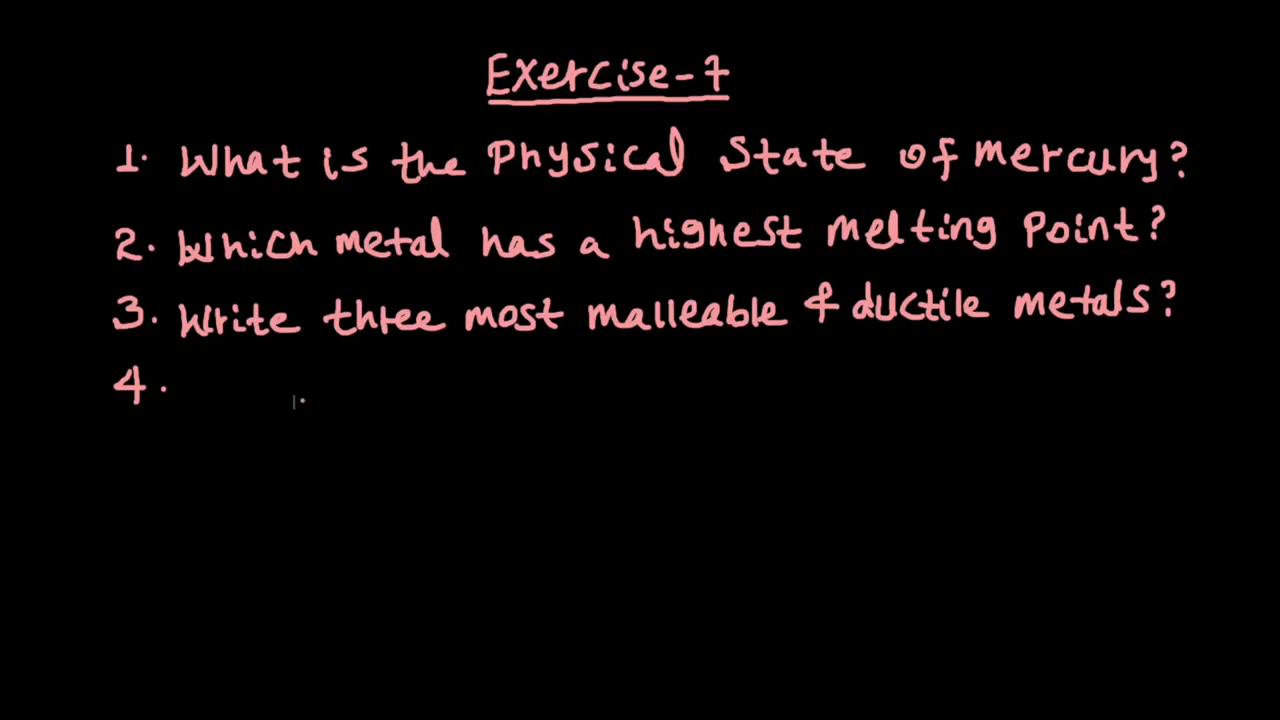 Exercise-7
1. What is the Physical State of mercury?
2. Which metal has a highest melting Point?
3. Write three most malleable & ductile metals?
4.